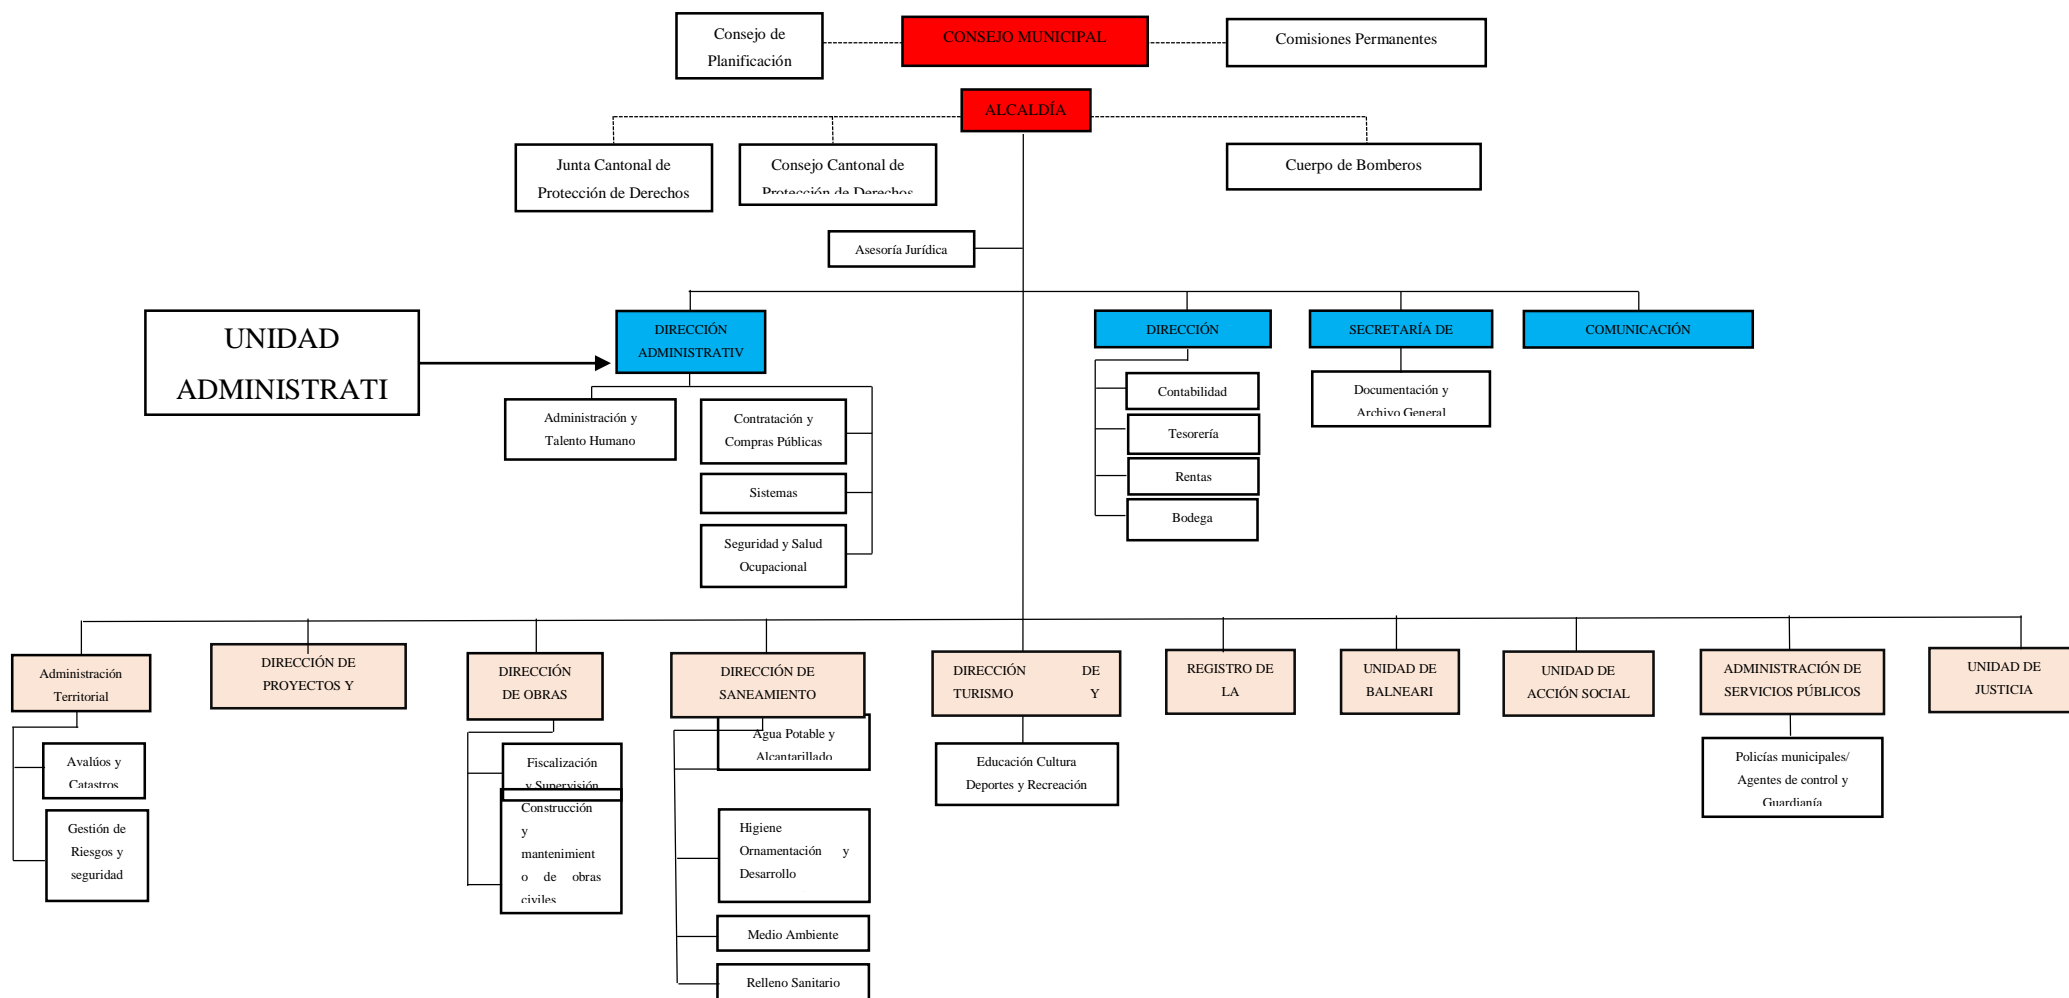 Consejo de
Planificación
CONSEJO MUNICIPAL
Comisiones Permanentes
ALCALDÍA
Junta Cantonal de
Protección de Derechos
Consejo Cantonal de
Protección de Derechos
Cuerpo de Bomberos
Asesoría Jurídica
UNIDAD
ADMINISTRATI
DIRECCIÓN
ADMINISTRATIV
DIRECCIÓN
SECRETARÍA DE
COMUNICACIÓN
Administración y
Talento Humano
Contratación y
Compras Públicas
Sistemas
Seguridad y Salud
Ocupacional
Contabilidad
Tesorería
Rentas
Bodega
Documentación y
Archivo General
Administración
Territorial
DIRECCIÓN DE
PROYECTOS Y
DIRECCIÓN
DE OBRAS
DIRECCIÓN DE
SANEAMIENTO
DIRECCIÓN DE
TURISMO Y
REGISTRO DE
LA
UNIDAD DE
BALNEARI
UNIDAD DE
ACCIÓN SOCIAL
ADMINISTRACIÓN DE
SERVICIOS PÚBLICOS
UNIDAD DE
JUSTICIA
Avalúos y
Catastros
Gestión de
Riesgos y
seguridad
Fiscalización
y Supervisión
Construcción
y
mantenimient
o de obras
civiles
Agua Potable y
Alcantarillado
Higiene
Ornamentación y
Desarrollo
Medio Ambiente
Relleno Sanitario
Educación Cultura
Deportes y Recreación
Policías municipales/
Agentes de control y
Guardianía